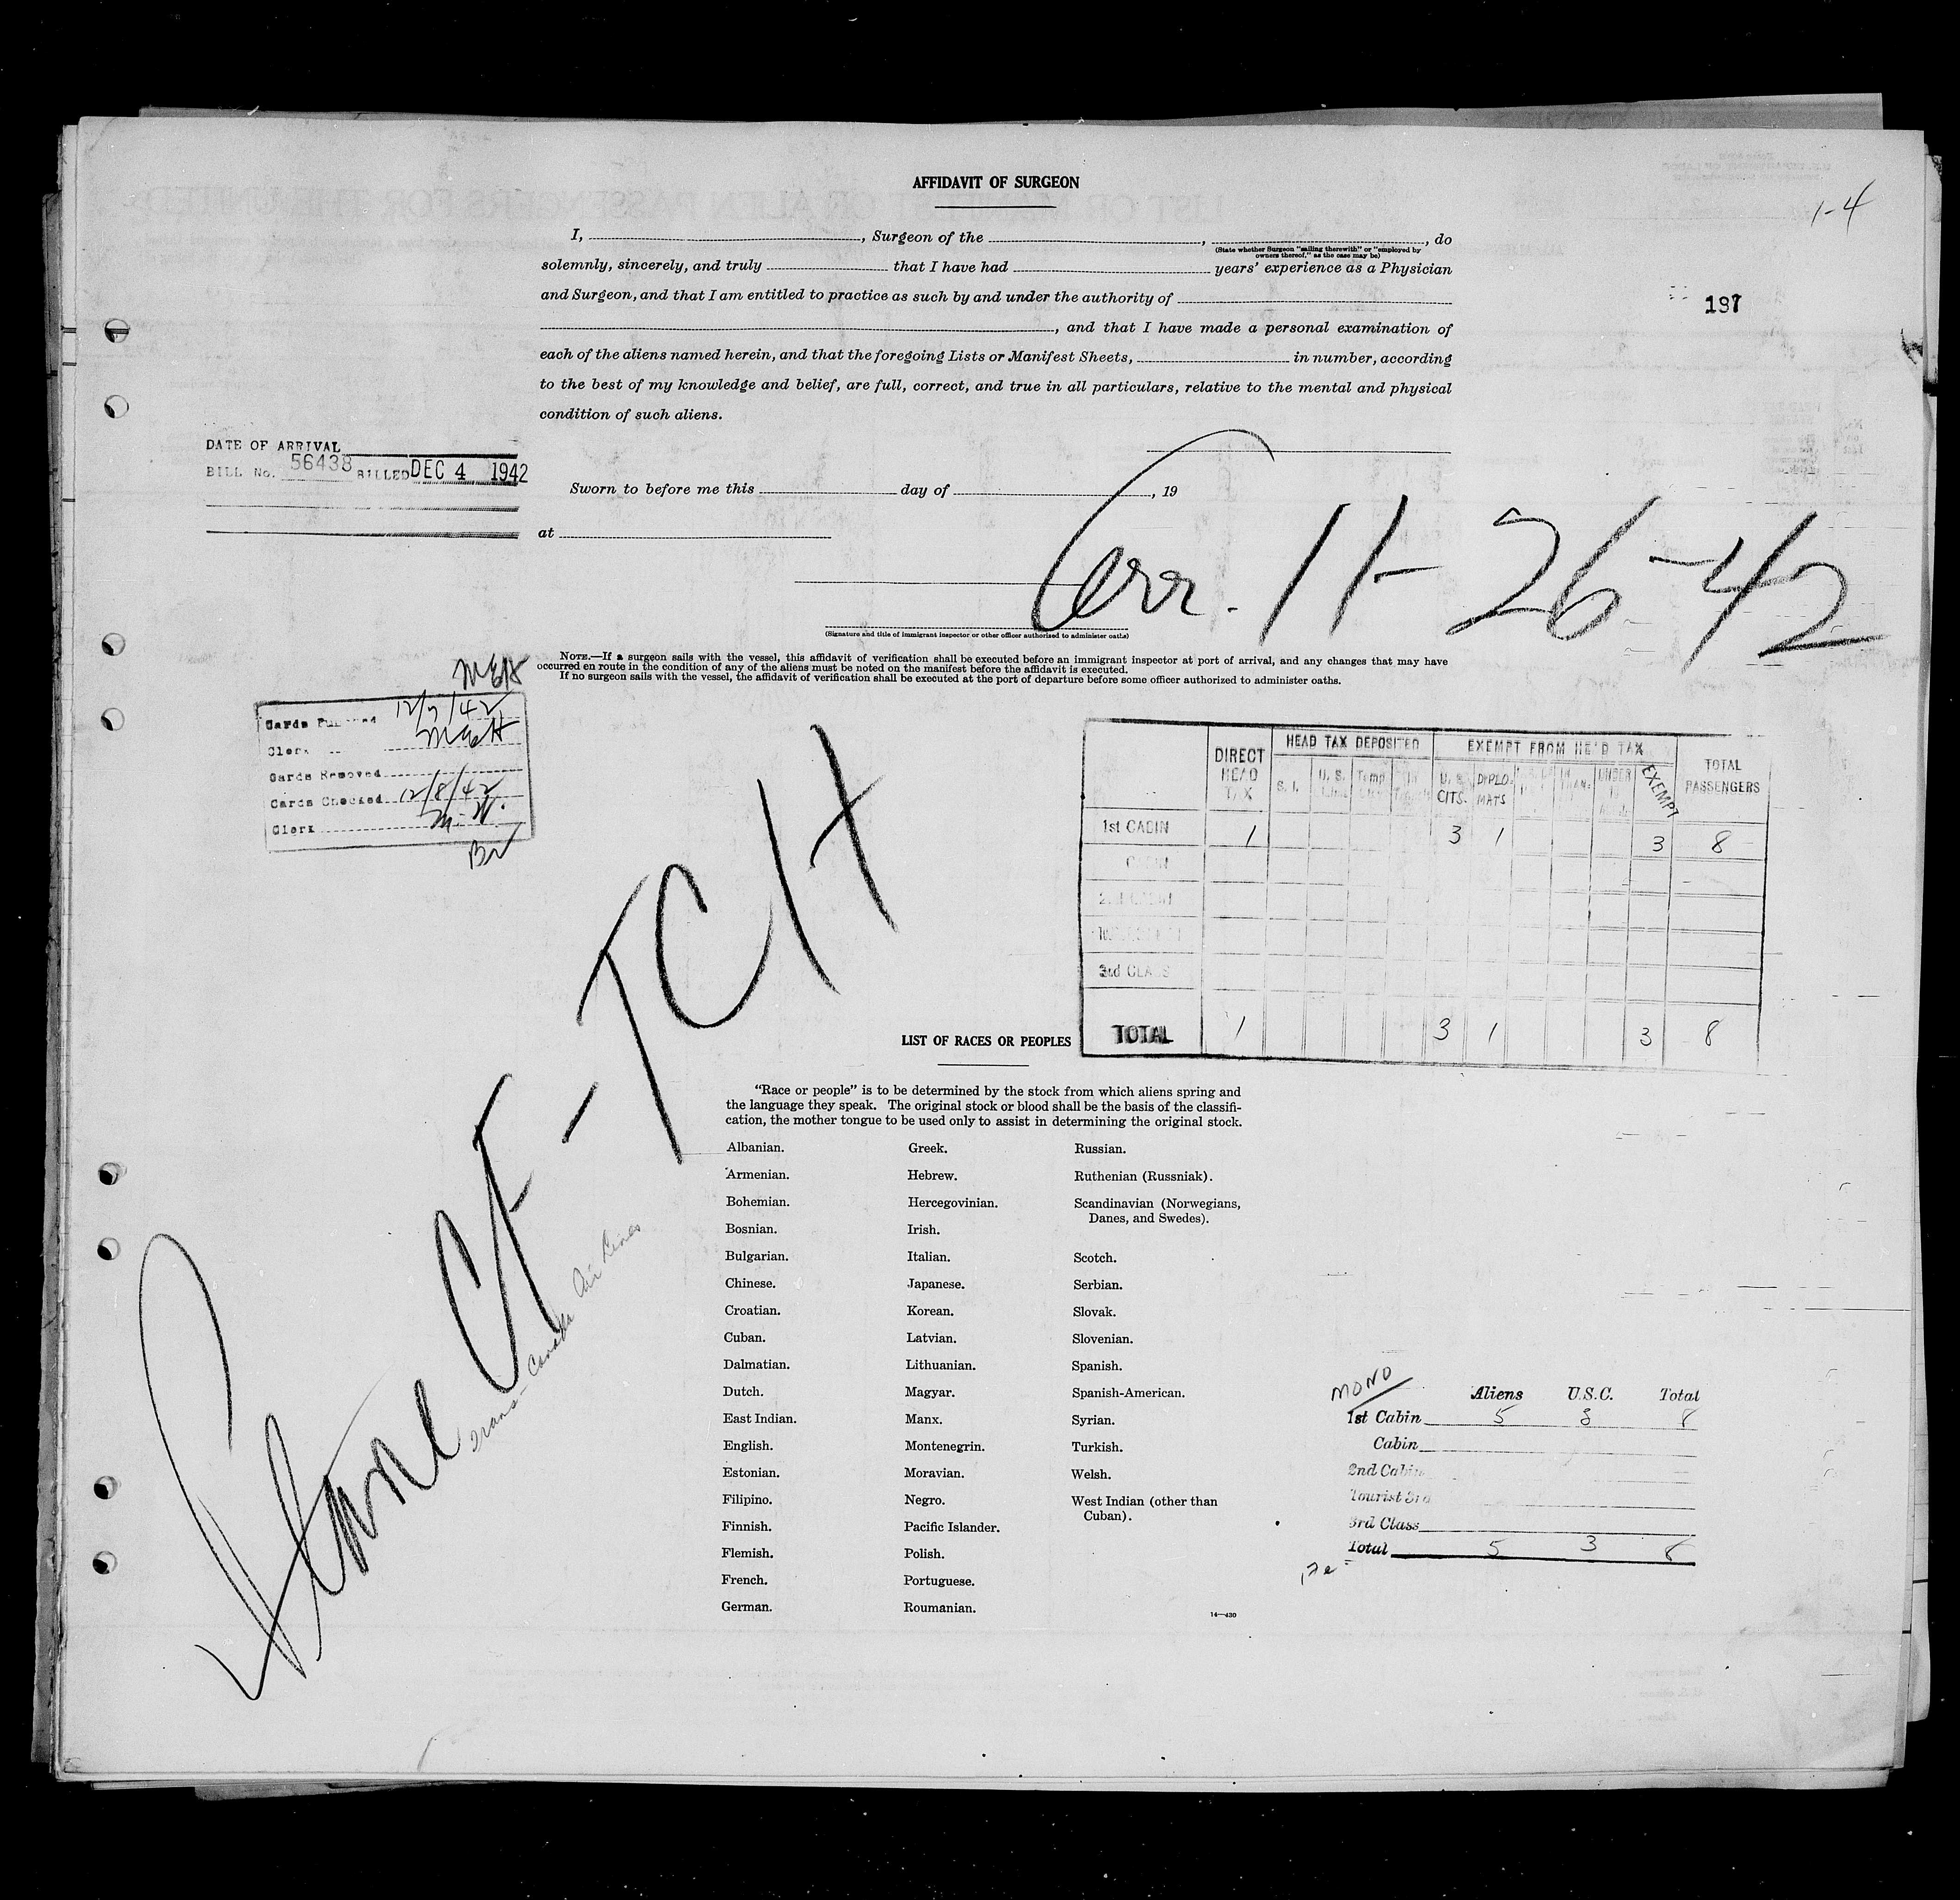 AFFIDAVIT OF SURGEON
1-4
I, , Surgeon of the , , do
(State whether Surgeon "sailing therewith" or "employed by
owners thereof," as the case may be)
solemnly, sincerely, and truly that I have had years' experience as a Physician
and Surgeon, and that I am entitled to practice as such by and under the authority of
197
, and that I have made a personal examination of
each of the aliens named herein, and that the foregoing Lists or Manifest Sheets, in number, according
to the best of my knowledge and belief, are full, correct, and true in all particulars, relative to the mental and physical
condition of such aliens.
DATE OF ARRIVAL
BILL No. 56438 BILLED DEC 4 1942
Sworn to before me this day of , 19
at
Arr. 11-26-42
(Signature and title of immigrant inspector or other officer authorized to administer oaths)
NOTE.—If a surgeon sails with the vessel, this affidavit of verification shall be executed before an immigrant inspector at port of arrival, and any changes that may have
occurred en route in the condition of any of the aliens must be noted on the manifest before the affidavit is executed.
If no surgeon sails with the vessel, the affidavit of verification shall be executed at the port of departure before some officer authorized to administer oaths.
Cards 12/7/42
Clerk
Cards Removed
Cards Checked 12/8/42
Clerk M. W.
DIRECT HEAD TAX HEAD TAX DEPOSITED EXEMPT FROM HEAD TAX TOTAL PASSENGERS
S. I. U. S. Temp U. S. CITS. DIPLO. MATS TRAN. UNDER EXEMPT
1st CABIN 1 3 1 3 8
CABIN
2nd CABIN
3rd CLASS
TOTAL 1 3 1 3 8
CF-TCH
Trans-Canada Air Lines
LIST OF RACES OR PEOPLES
"Race or people" is to be determined by the stock from which aliens spring and
the language they speak. The original stock or blood shall be the basis of the classifi-
cation, the mother tongue to be used only to assist in determining the original stock.
Albanian.
Armenian.
Bohemian.
Bosnian.
Bulgarian.
Chinese.
Croatian.
Cuban.
Dalmatian.
Dutch.
East Indian.
English.
Estonian.
Filipino.
Finnish.
Flemish.
French.
German.
Greek.
Hebrew.
Hercegovinian.
Irish.
Italian.
Japanese.
Korean.
Latvian.
Lithuanian.
Magyar.
Manx.
Montenegrin.
Moravian.
Negro.
Pacific Islander.
Polish.
Portuguese.
Roumanian.
Russian.
Ruthenian (Russniak).
Scandinavian (Norwegians,
Danes, and Swedes).
Scotch.
Serbian.
Slovak.
Slovenian.
Spanish.
Spanish-American.
Syrian.
Turkish.
Welsh.
West Indian (other than
Cuban).
14—430
MONO
Aliens U.S.C. Total
1st Cabin 5 3 8
Cabin
2nd Cabin
Tourist 3rd
3rd Class
Total 5 3 8